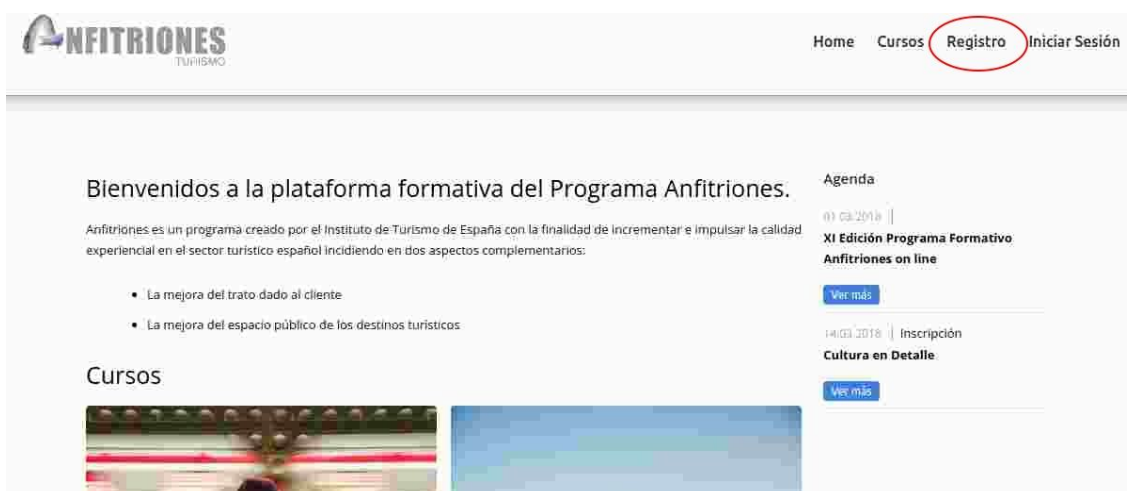 ANFITRIONES
TURISMO
Home Cursos Registro Iniciar Sesión
Bienvenidos a la plataforma formativa del Programa Anfitriones.
Anfitriones es un programa creado por el Instituto de Turismo de España con la finalidad de incrementar e impulsar la calidad
experiencial en el sector turístico español incidiendo en dos aspectos complementarios:
• La mejora del trato dado al cliente
• La mejora del espacio público de los destinos turísticos
Cursos
Agenda
01.03.2018 |
XI Edición Programa Formativo
Anfitriones on line
Ver más
14.03.2018 | Inscripción
Cultura en Detalle
Ver más